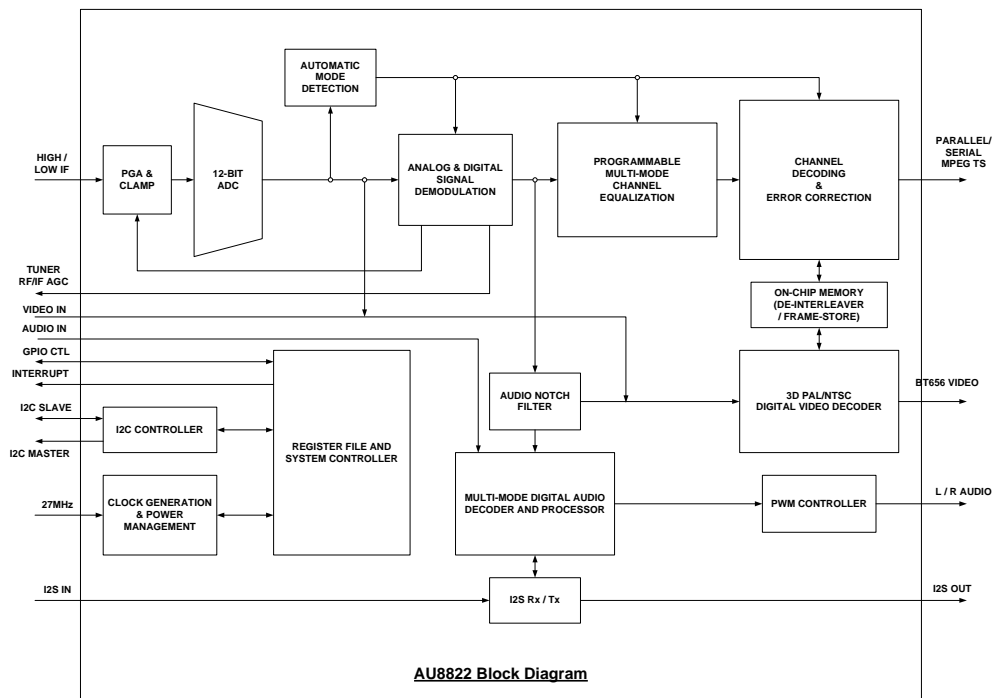 AUTOMATIC
MODE
DETECTION
HIGH /
LOW IF
PGA &
CLAMP
12-BIT
ADC
ANALOG & DIGITAL
SIGNAL
DEMODULATION
PROGRAMMABLE
MULTI-MODE
CHANNEL
EQUALIZATION
CHANNEL
DECODING
&
ERROR CORRECTION
PARALLEL/
SERIAL
MPEG TS
TUNER
RF/IF AGC
VIDEO IN
AUDIO IN
GPIO CTL
INTERRUPT
I2C SLAVE
I2C MASTER
27MHz
I2S IN
ON-CHIP MEMORY
(DE-INTERLEAVER
/ FRAME-STORE)
I2C CONTROLLER
CLOCK GENERATION
& POWER
MANAGEMENT
REGISTER FILE AND
SYSTEM CONTROLLER
AUDIO NOTCH
FILTER
3D PAL/NTSC
DIGITAL VIDEO DECODER
BT656 VIDEO
MULTI-MODE DIGITAL AUDIO
DECODER AND PROCESSOR
PWM CONTROLLER
L / R AUDIO
I2S Rx / Tx
I2S OUT
AU8822 Block Diagram